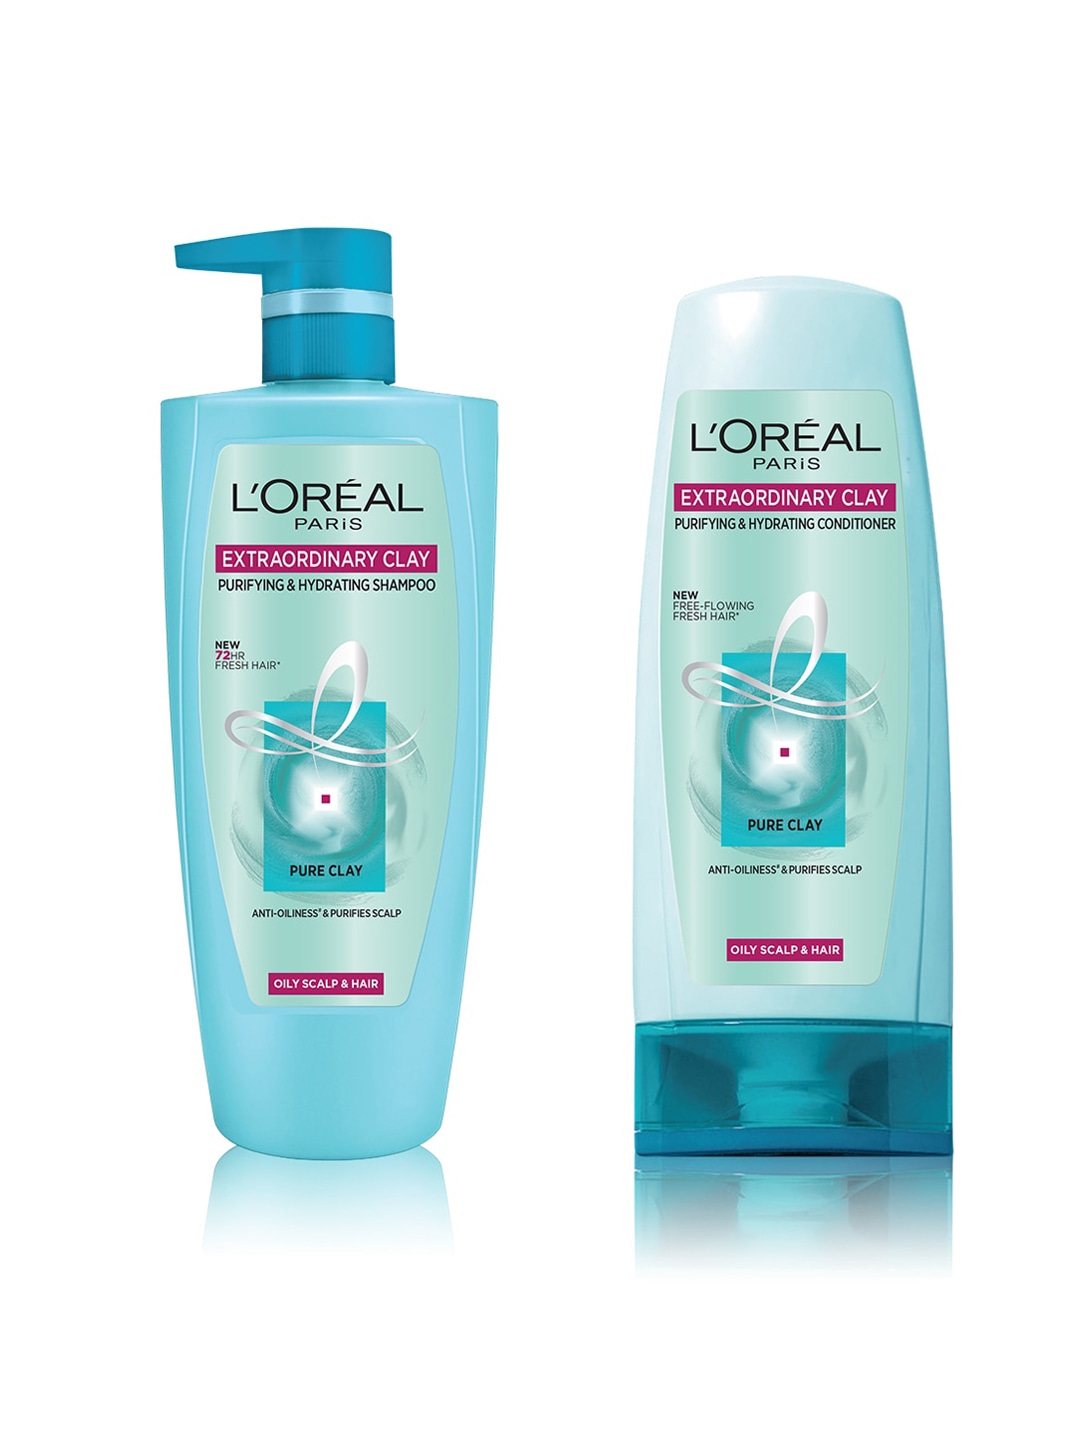 L'ORÉAL
PARiS
EXTRAORDINARY CLAY
PURIFYING & HYDRATING SHAMPOO
NEW
72HR
FRESH HAIR*
PURE CLAY
ANTI-OILINESS# & PURIFIES SCALP
OILY SCALP & HAIR
L'ORÉAL
PARiS
EXTRAORDINARY CLAY
PURIFYING & HYDRATING CONDITIONER
NEW
FREE-FLOWING
FRESH HAIR*
PURE CLAY
ANTI-OILINESS# & PURIFIES SCALP
OILY SCALP & HAIR